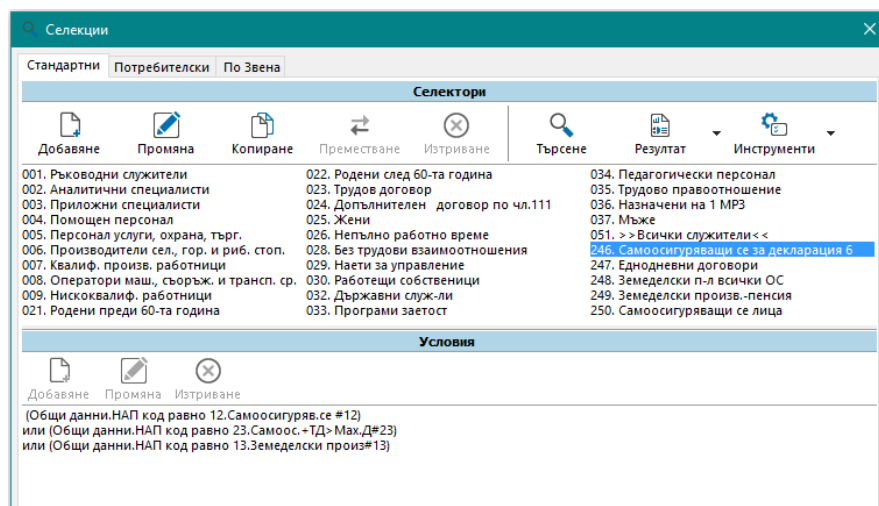 Селекции
Стандартни Потребителски По Звена
Селектори
Добавяне Промяна Копиране Преместване Изтриване Търсене Резултат Инструменти
001. Ръководни служители
002. Аналитични специалисти
003. Приложни специалисти
004. Помощен персонал
005. Персонал услуги, охрана, търг.
006. Производители сел., гор. и риб. стоп.
007. Квалиф. произв. работници
008. Оператори маш., съоръж. и трансп. ср.
009. Нискоквалиф. работници
021. Родени преди 60-та година
022. Родени след 60-та година
023. Трудов договор
024. Допълнителен договор по чл.111
025. Жени
026. Непълно работно време
028. Без трудови взаимоотношения
029. Наети за управление
030. Работещи собственици
032. Държавни служ-ли
033. Програми заетост
034. Педагогически персонал
035. Трудово правоотношение
036. Назначени на 1 МРЗ
037. Мъже
051. >>Всички служители<<
246. Самоосигуряващи се за декларация 6
247. Еднодневни договори
248. Земеделски п-л всички ОС
249. Земеделски произв.-пенсия
250. Самоосигуряващи се лица
Условия
Добавяне Промяна Изтриване
(Общи данни.НАП код равно 12.Самоосигуряв.се #12)
или (Общи данни.НАП код равно 23.Самоос.+ТД>Мах.Д#23)
или (Общи данни.НАП код равно 13.Земеделски произ#13)